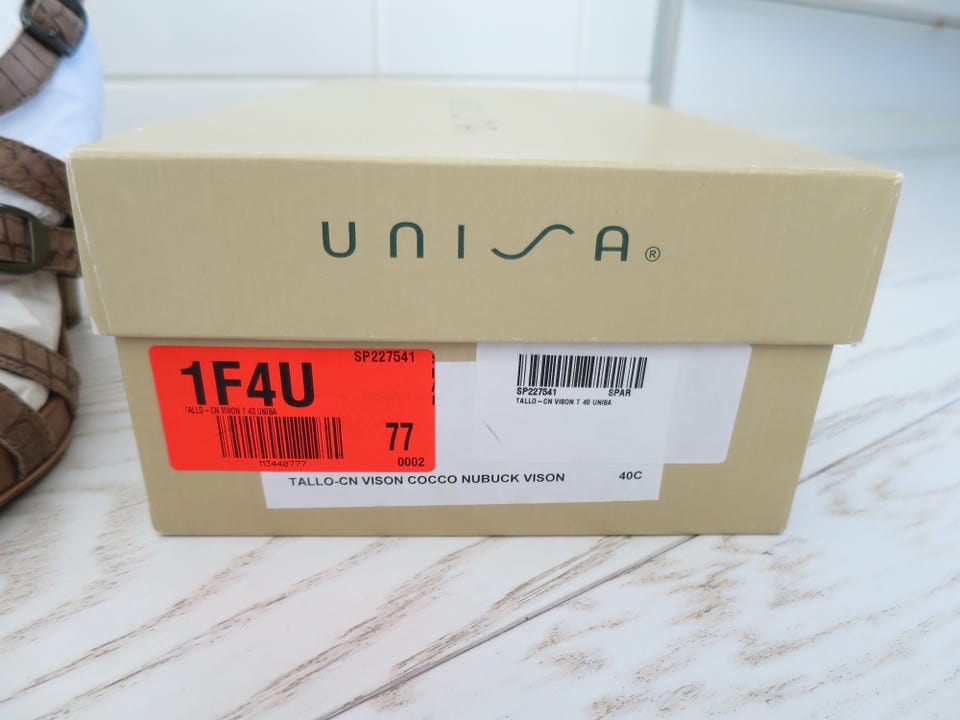 UNISA®
1F4U
SP227541
TALLO-CN VISON T 40 UNISA
77
M3440777
0002
SP227541 SPAR
TALLO-CN VISON T 40 UNISA
TALLO-CN VISON COCCO NUBUCK VISON 40C